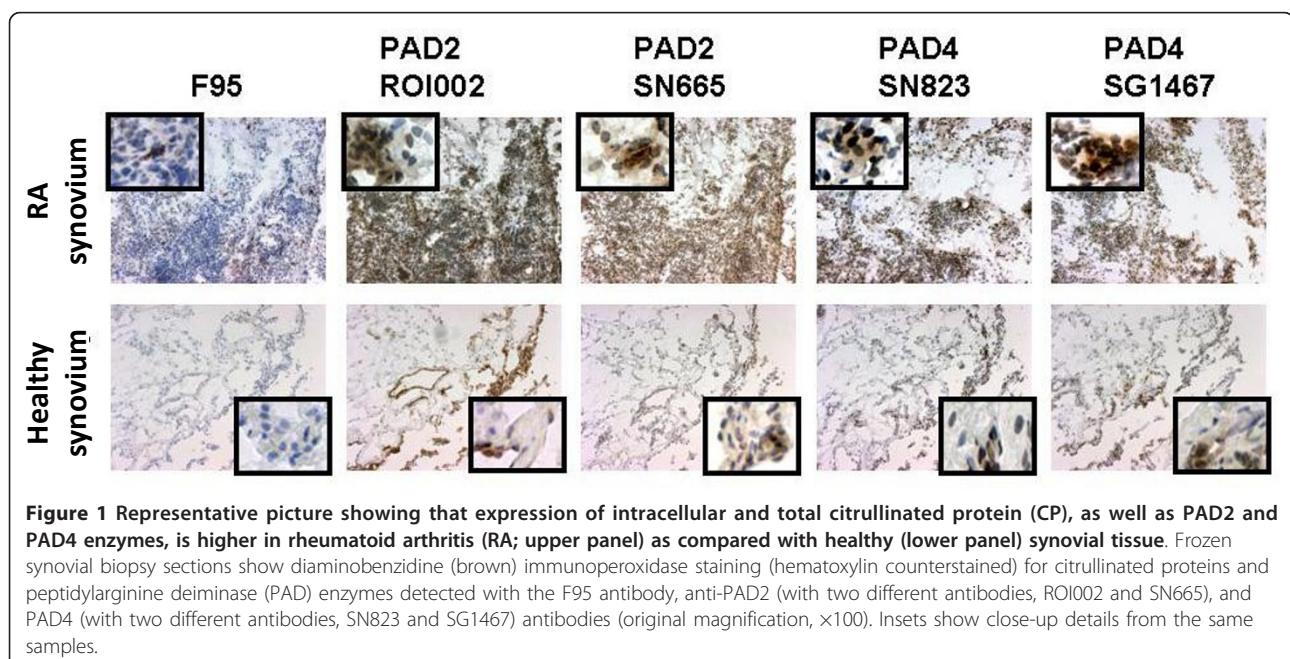 F95
PAD2
ROI002
PAD2
SN665
PAD4
SN823
PAD4
SG1467
RA
synovium
Healthy
synovium
Figure 1 Representative picture showing that expression of intracellular and total citrullinated protein (CP), as well as PAD2 and
PAD4 enzymes, is higher in rheumatoid arthritis (RA; upper panel) as compared with healthy (lower panel) synovial tissue. Frozen
synovial biopsy sections show diaminobenzidine (brown) immunoperoxidase staining (hematoxylin counterstained) for citrullinated proteins and
peptidylarginine deiminase (PAD) enzymes detected with the F95 antibody, anti-PAD2 (with two different antibodies, ROI002 and SN665), and
PAD4 (with two different antibodies, SN823 and SG1467) antibodies (original magnification, ×100). Insets show close-up details from the same
samples.